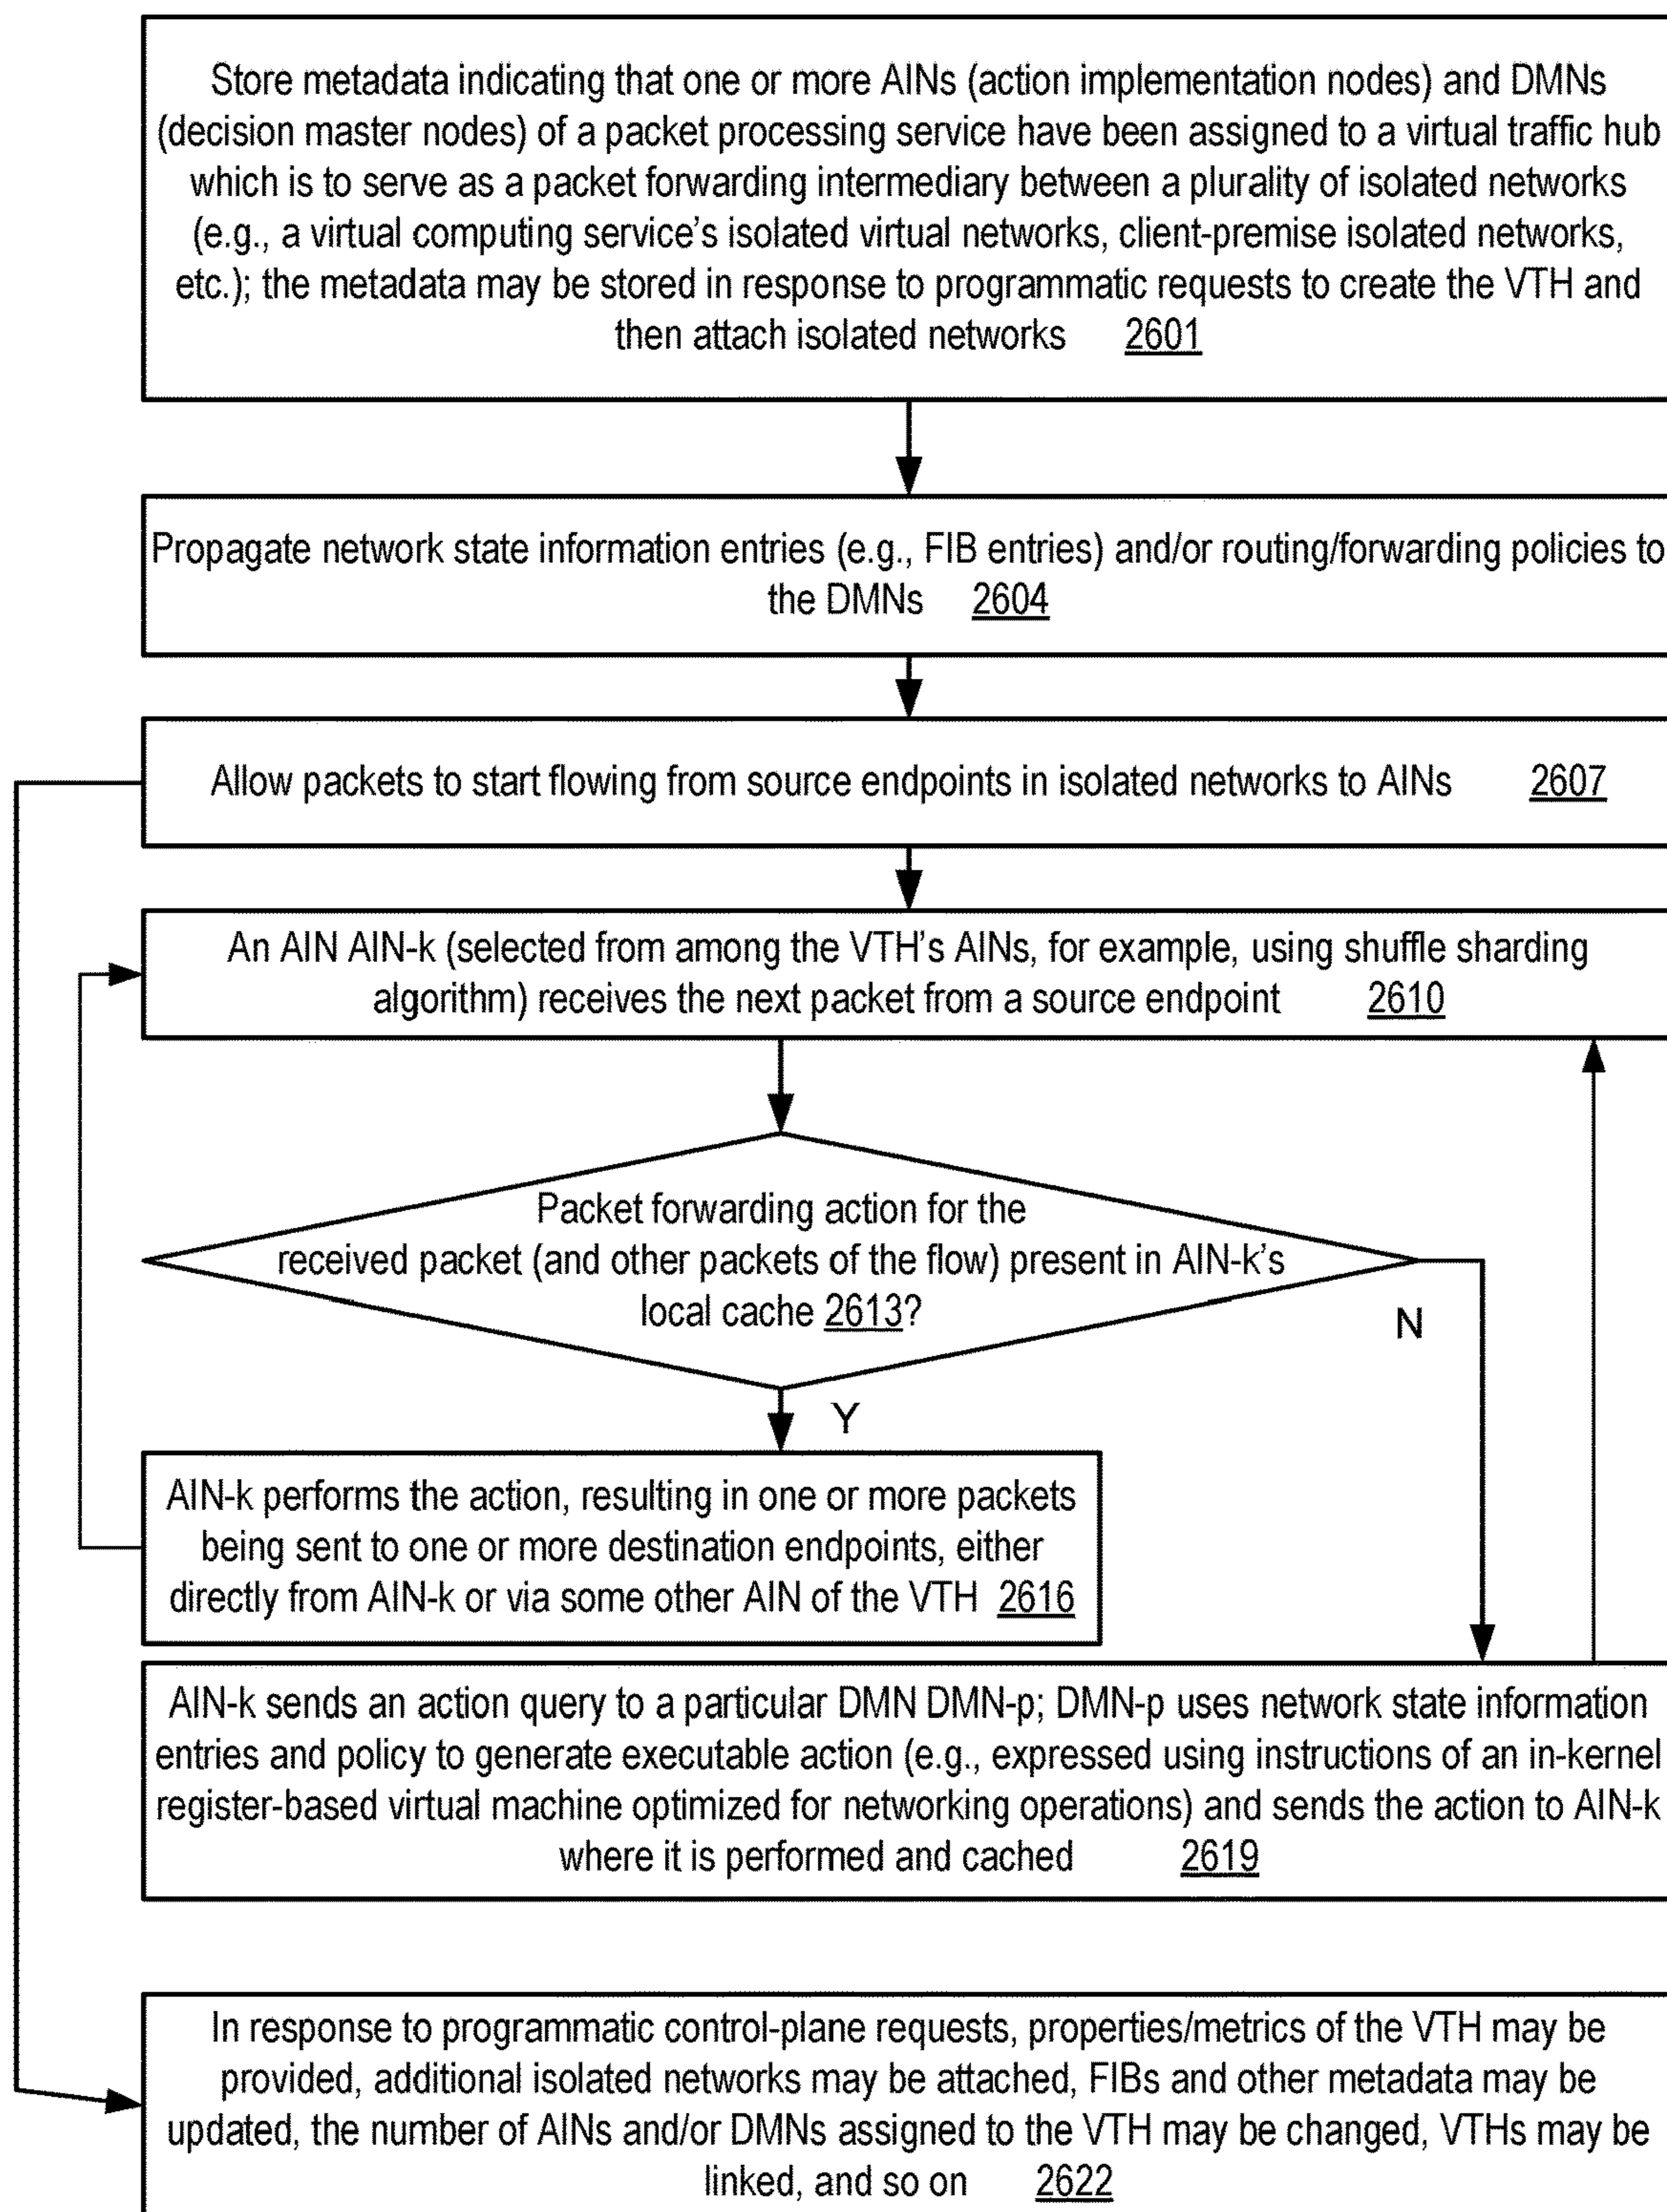 Store metadata indicating that one or more AINs (action implementation nodes) and DMNs
(decision master nodes) of a packet processing service have been assigned to a virtual traffic hub
which is to serve as a packet forwarding intermediary between a plurality of isolated networks
(e.g., a virtual computing service's isolated virtual networks, client-premise isolated networks,
etc.); the metadata may be stored in response to programmatic requests to create the VTH and
then attach isolated networks 2601
Propagate network state information entries (e.g., FIB entries) and/or routing/forwarding policies to
the DMNs 2604
Allow packets to start flowing from source endpoints in isolated networks to AINs 2607
An AIN AIN-k (selected from among the VTH's AINs, for example, using shuffle sharding
algorithm) receives the next packet from a source endpoint 2610
Packet forwarding action for the
received packet (and other packets of the flow) present in AIN-k's
local cache 2613?
N
Y
AIN-k performs the action, resulting in one or more packets
being sent to one or more destination endpoints, either
directly from AIN-k or via some other AIN of the VTH 2616
AIN-k sends an action query to a particular DMN DMN-p; DMN-p uses network state information
entries and policy to generate executable action (e.g., expressed using instructions of an in-kernel
register-based virtual machine optimized for networking operations) and sends the action to AIN-k
where it is performed and cached 2619
In response to programmatic control-plane requests, properties/metrics of the VTH may be
provided, additional isolated networks may be attached, FIBs and other metadata may be
updated, the number of AINs and/or DMNs assigned to the VTH may be changed, VTHs may be
linked, and so on 2622